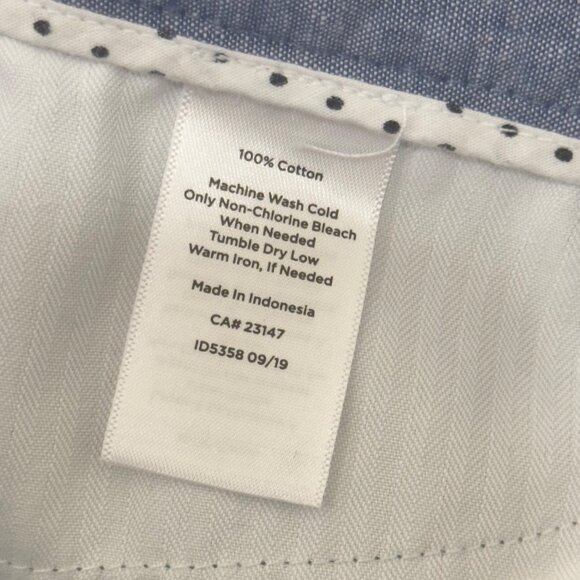 100% Cotton
Machine Wash Cold
Only Non-Chlorine Bleach
When Needed
Tumble Dry Low
Warm Iron, If Needed
Made In Indonesia
CA# 23147
ID5358 09/19